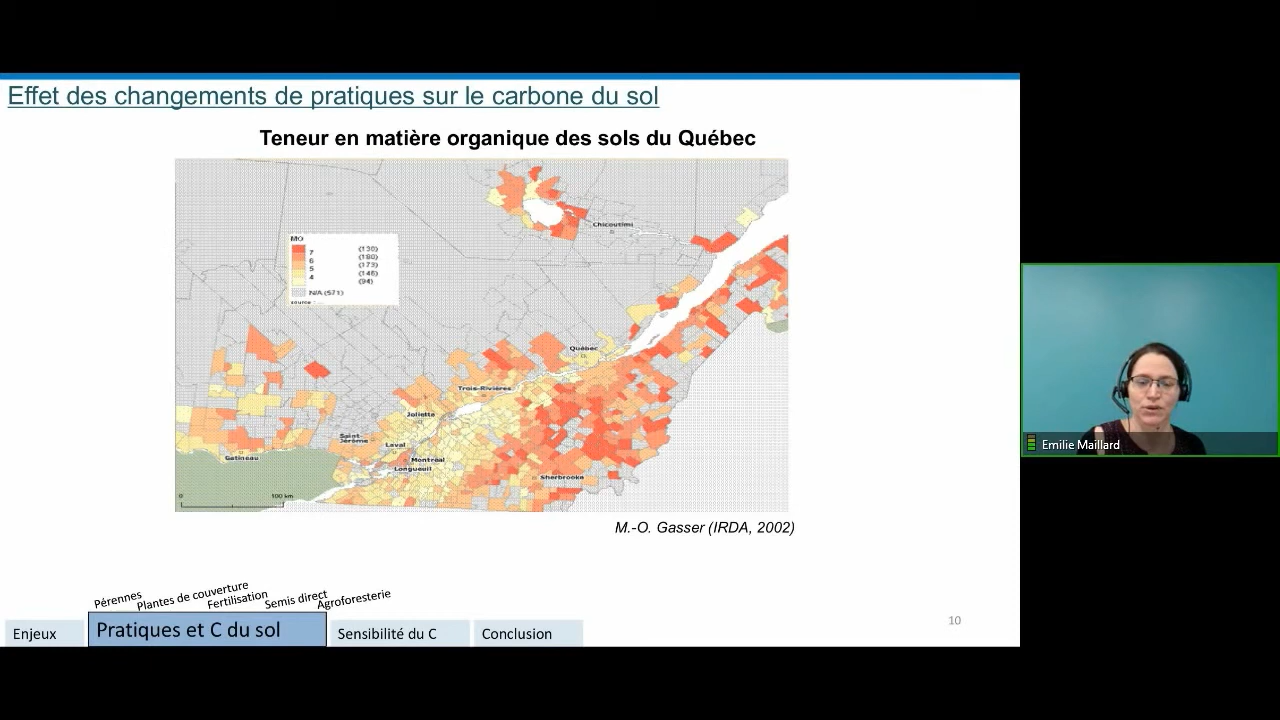 Effet des changements de pratiques sur le carbone du sol
Teneur en matière organique des sols du Québec
Chicoutimi
MO
7 (130)
6 (180)
5 (173)
4 (146)
(94)
N/A (571)
source :
Québec
Trois-Rivières
Joliette
Saint-
Jérôme
Laval
Montréal
Gatineau
Longueuil
Sherbrooke
0 100 km
M.-O. Gasser (IRDA, 2002)
Emilie Maillard
Pérennes
Plantes de couverture
Fertilisation
Semis direct
Agroforesterie
10
Enjeux
Pratiques et C du sol
Sensibilité du C
Conclusion